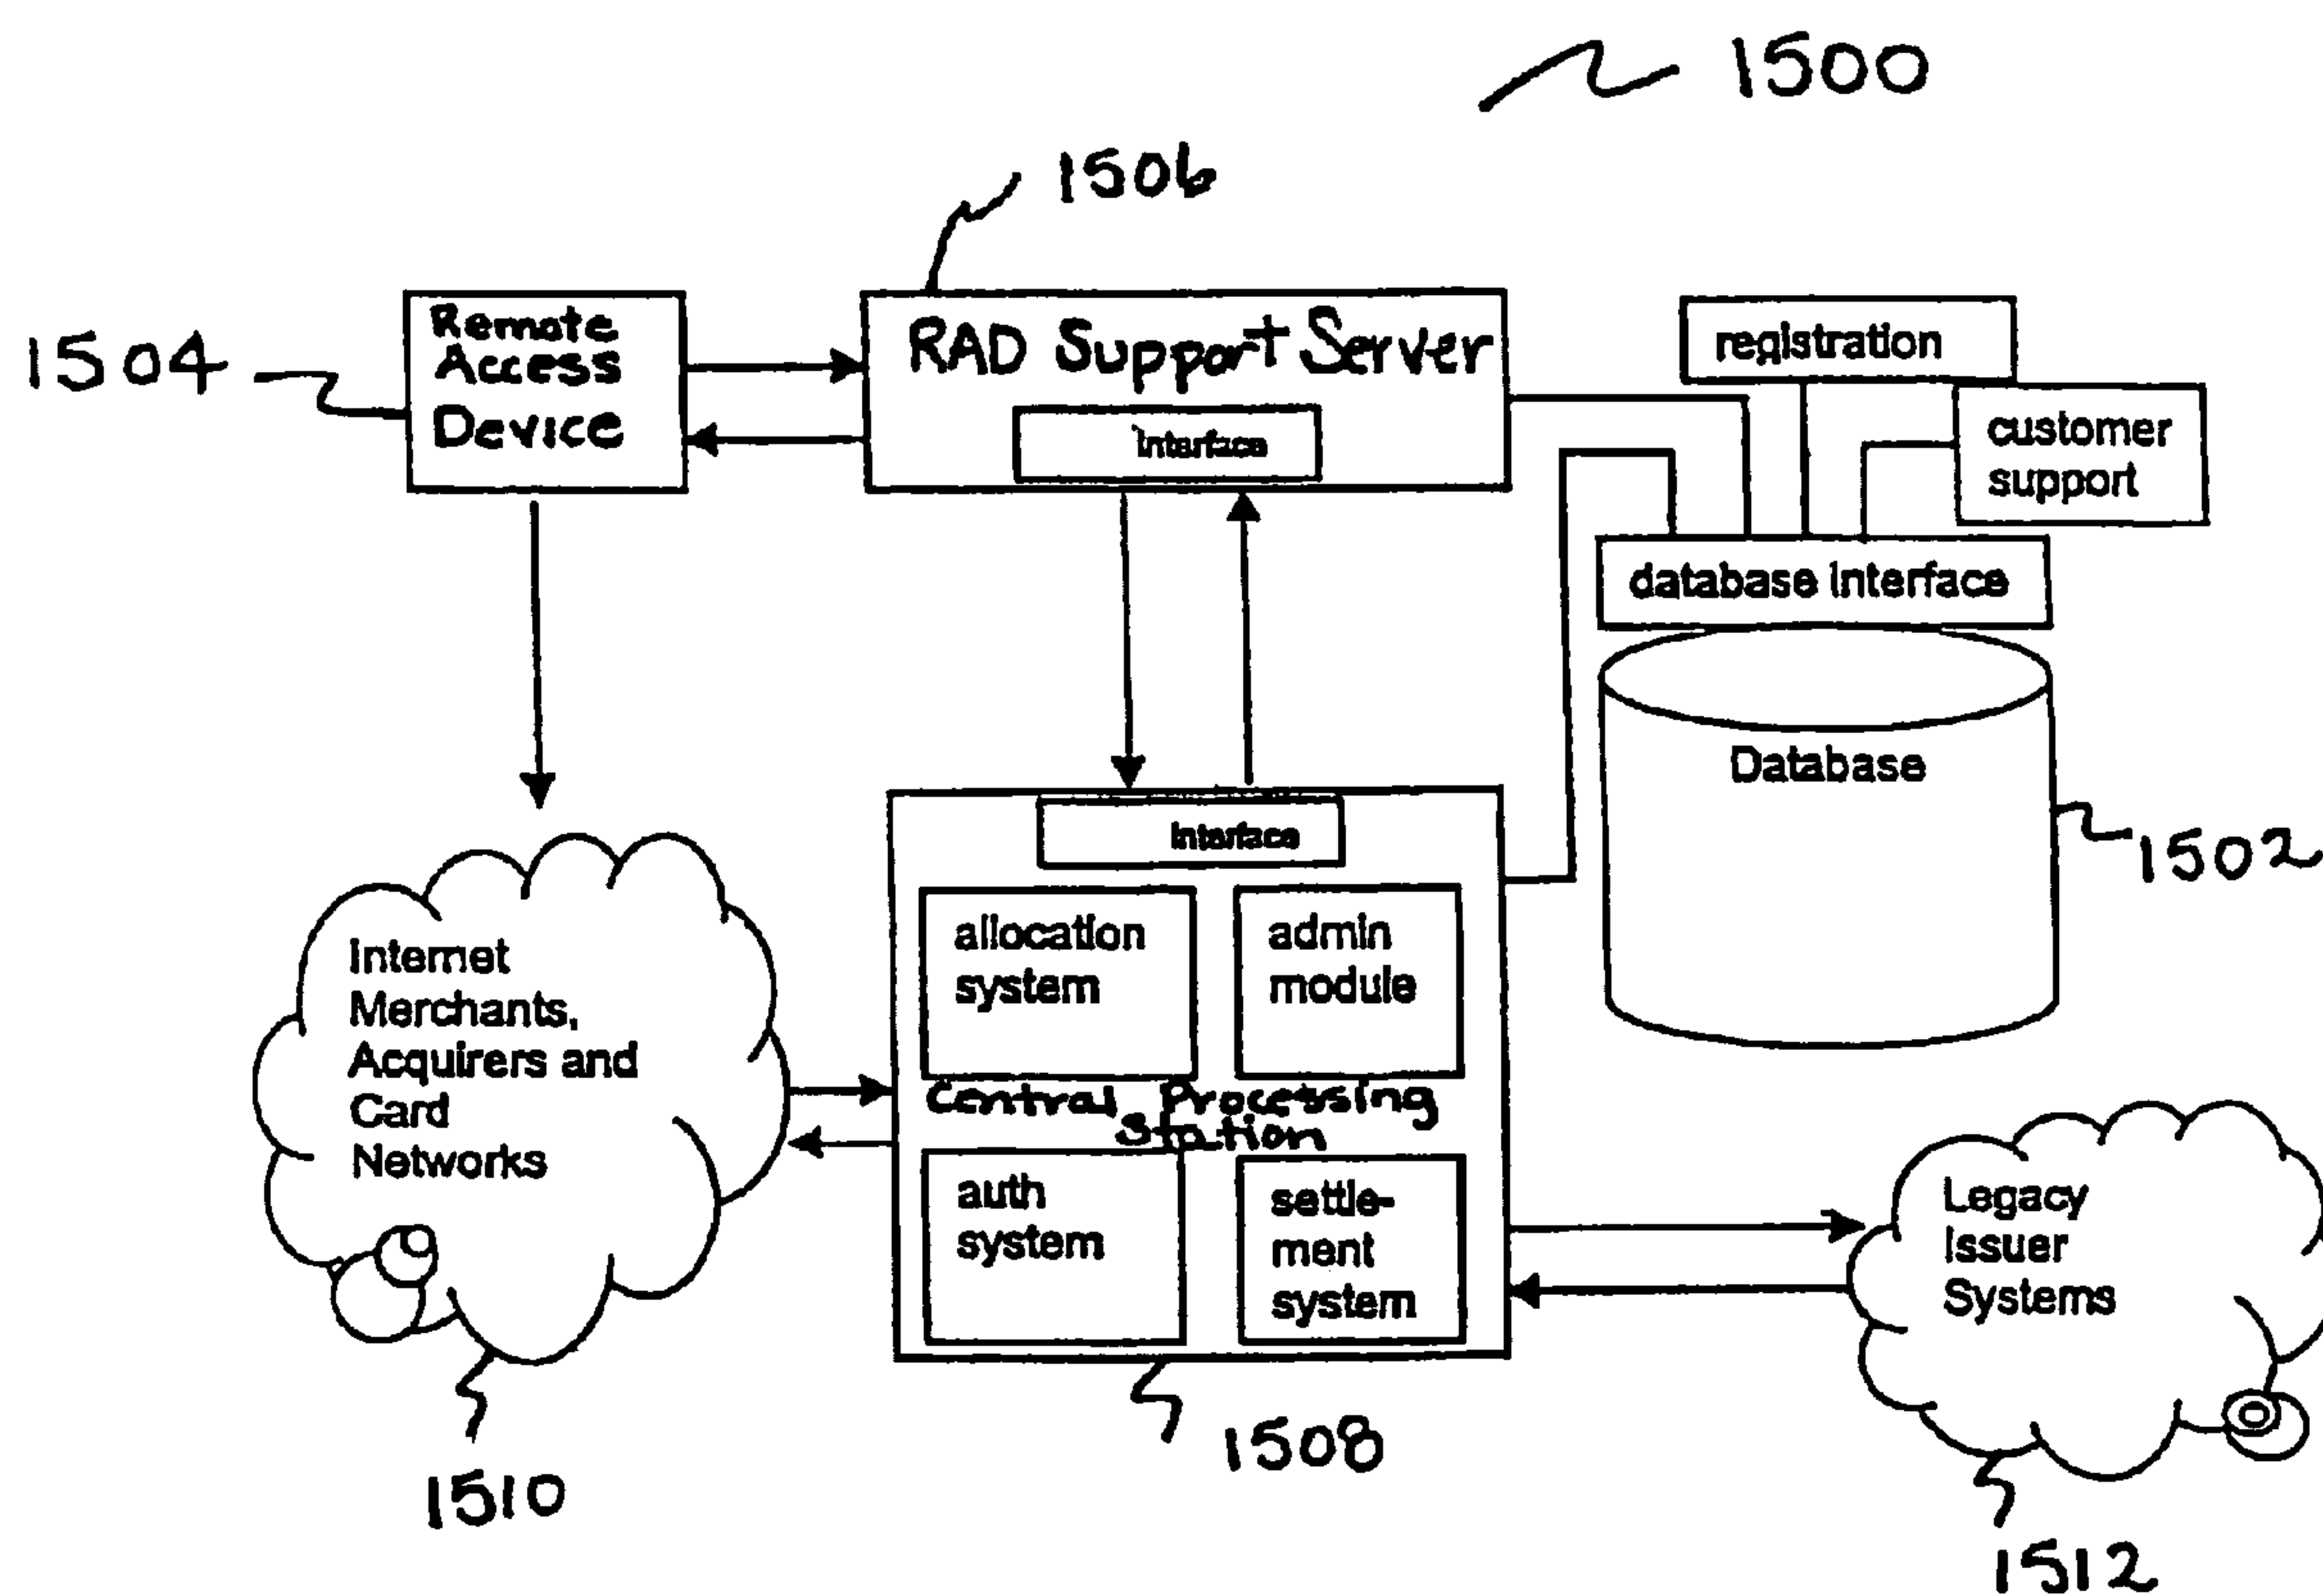 1500
1506
1504
Remote
Access
Device
RAD Support Server
Interface
registration
customer
support
database Interface
Database
1502
Interface
allocation
system
admin
module
Central Processing
Station
auth
system
settle-
ment
system
Internet
Merchants,
Acquirers and
Card
Networks
Legacy
Issuer
Systems
1510
1508
1512